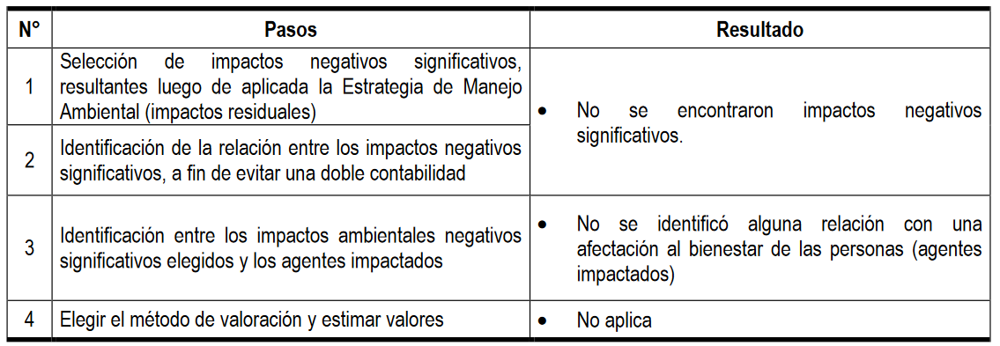 N° Pasos Resultado
1
Selección de impactos negativos significativos,
resultantes luego de aplicada la Estrategia de Manejo
Ambiental (impactos residuales)
2
Identificación de la relación entre los impactos negativos
significativos, a fin de evitar una doble contabilidad
• No se encontraron impactos negativos
significativos.
3
Identificación entre los impactos ambientales negativos
significativos elegidos y los agentes impactados
• No se identificó alguna relación con una
afectación al bienestar de las personas (agentes
impactados)
4 Elegir el método de valoración y estimar valores • No aplica